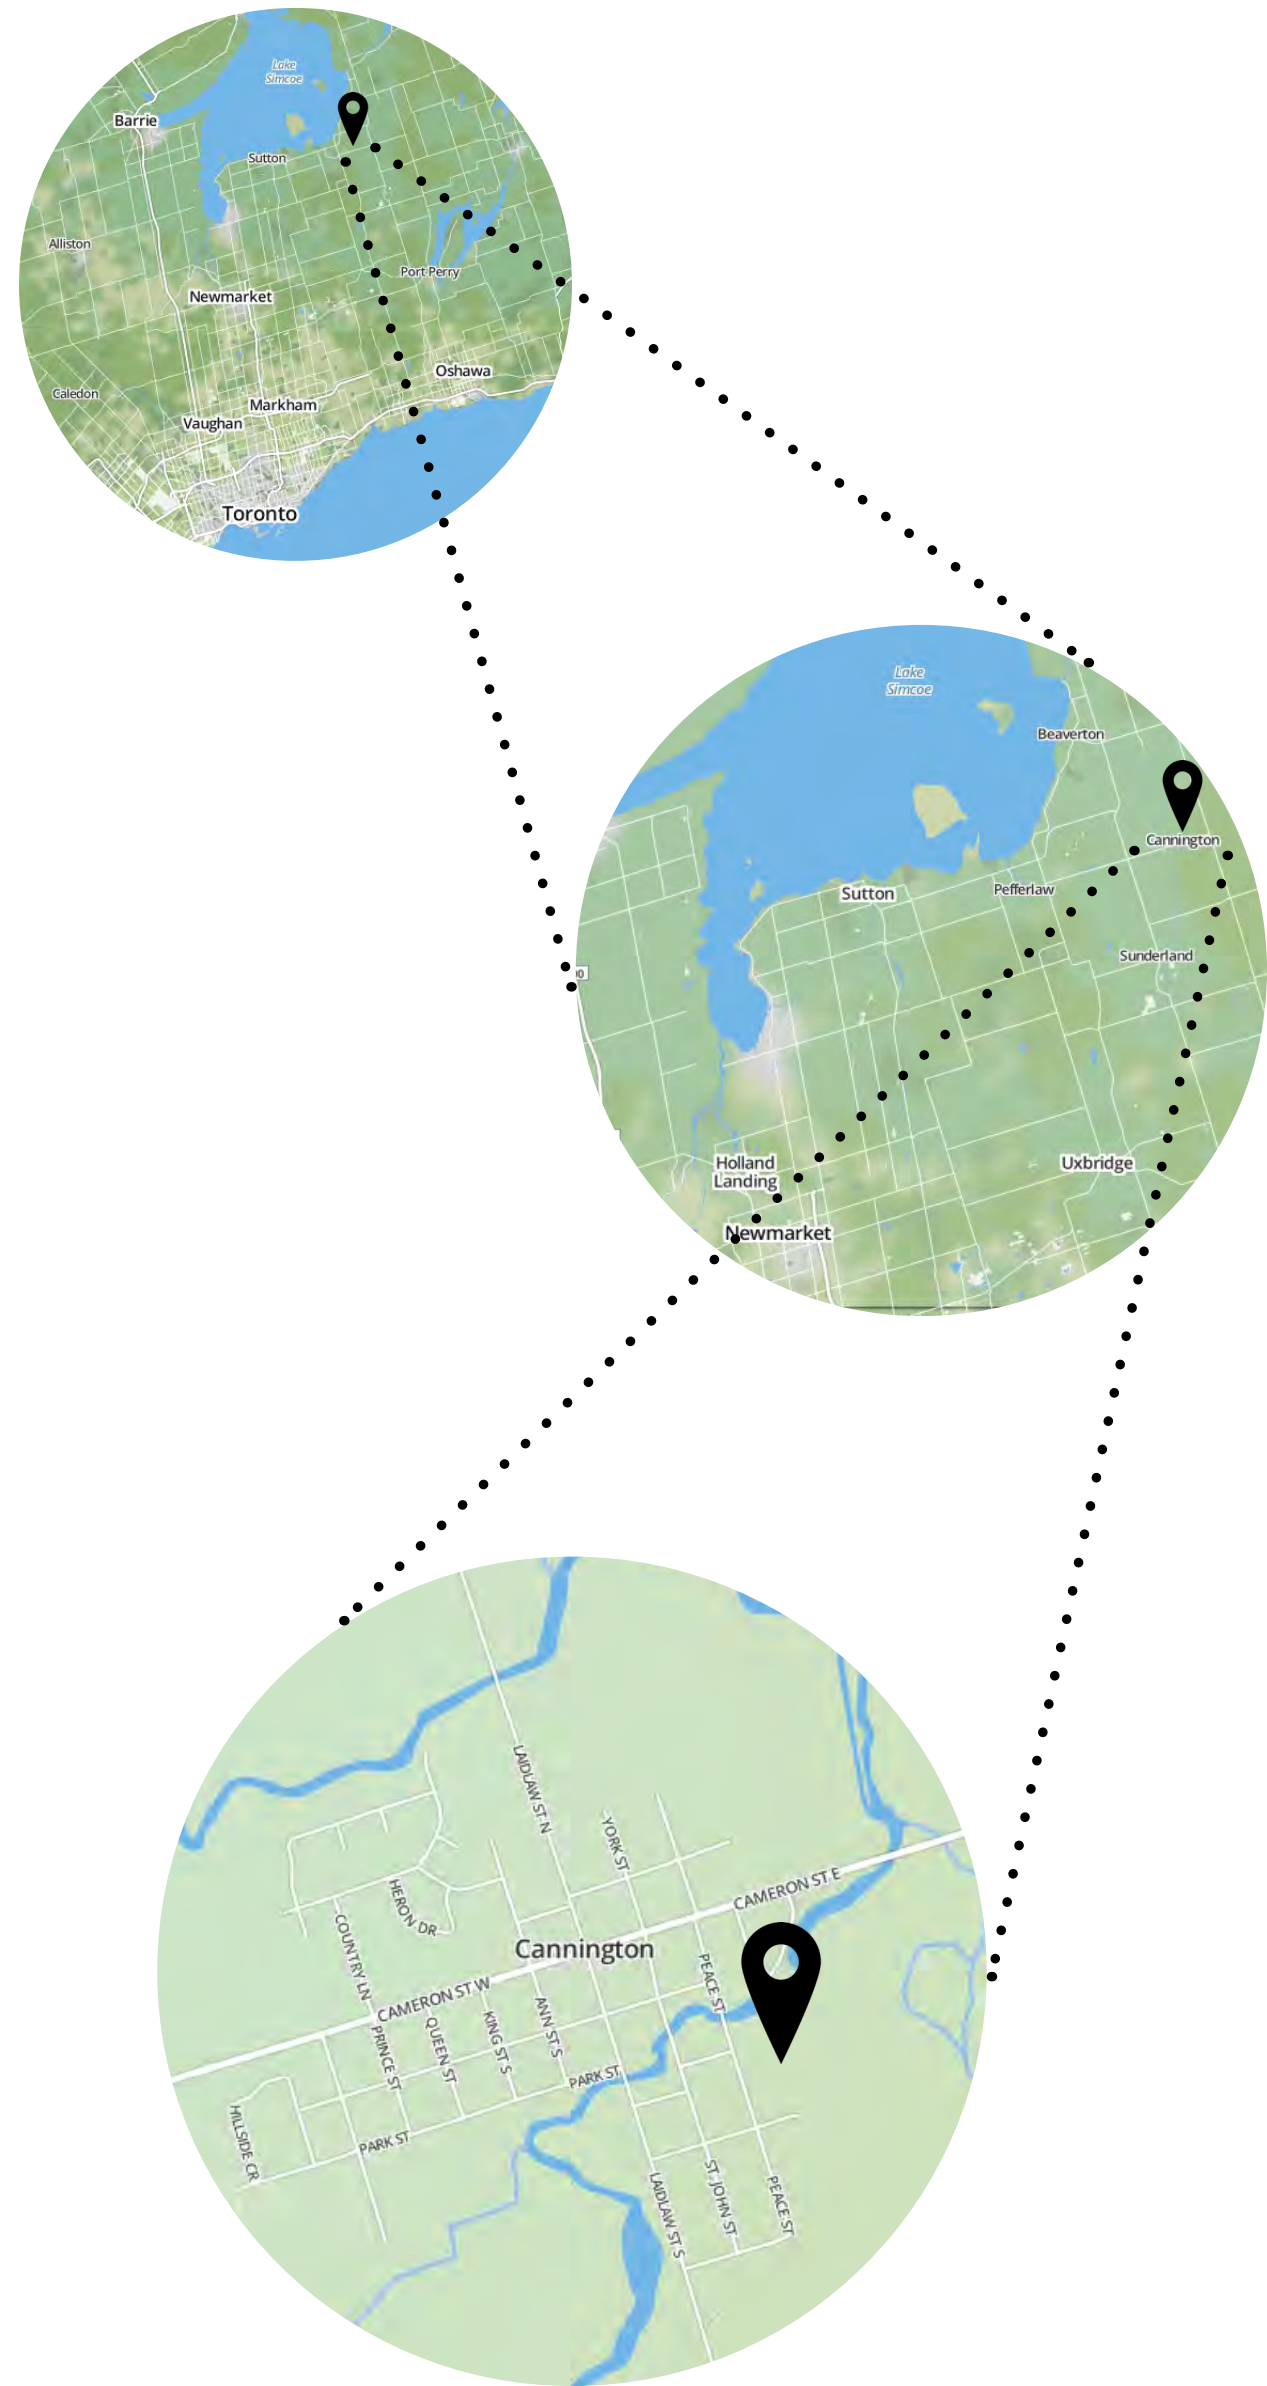 Lake
Simcoe
Barrie
Sutton
Alliston
Port Perry
Newmarket
Oshawa
Caledon
Markham
Vaughan
Toronto
Lake
Simcoe
Beaverton
Cannington
Pefferlaw
Sutton
Sunderland
Holland
Landing
Uxbridge
Newmarket
LAIDLAW ST N
YORK ST
CAMERON ST E
HERON DR
COUNTRY LN
Cannington
PEACE ST
CAMERON ST W
ANN ST S
KING ST S
QUEEN ST
PRINCE ST
PARK ST
HILLSIDE CR
PARK ST
LAIDLAW ST S
ST. JOHN ST
PEACE ST